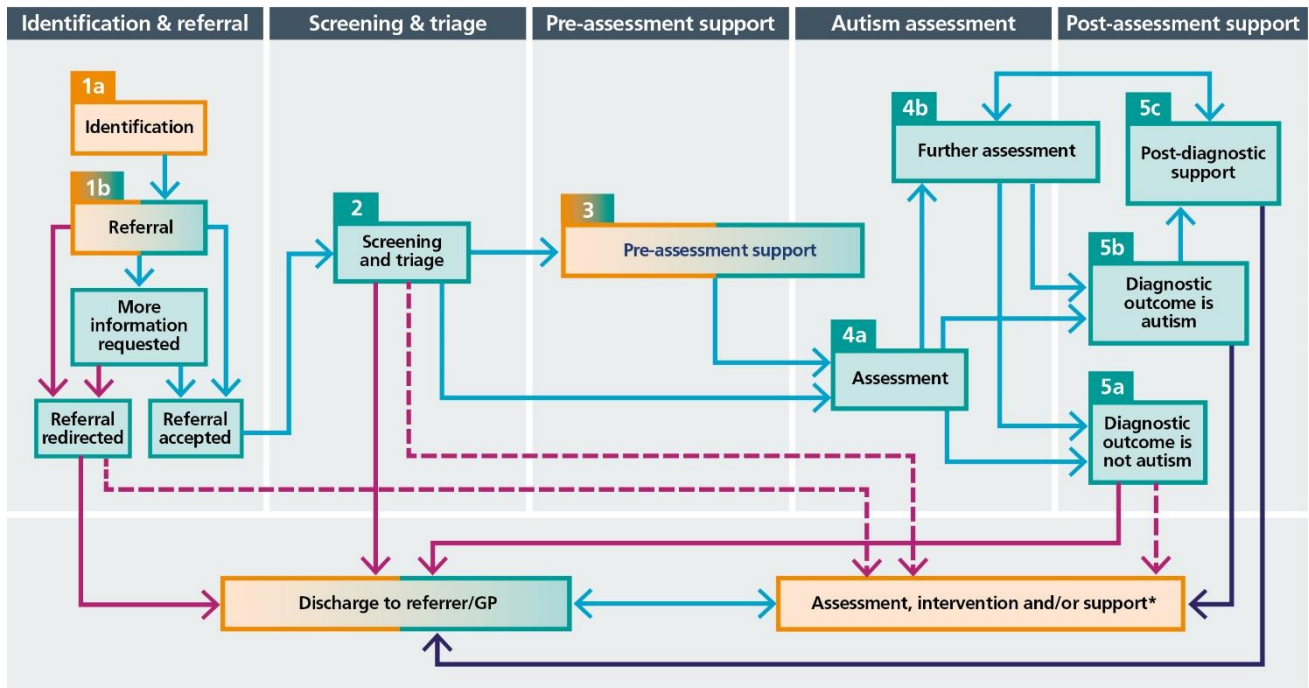 Identification & referral
Screening & triage
Pre-assessment support
Autism assessment
Post-assessment support
1a
Identification
1b
Referral
More
information
requested
Referral
redirected
Referral
accepted
2
Screening
and triage
3
Pre-assessment support
4a
Assessment
4b
Further assessment
5c
Post-diagnostic
support
5b
Diagnostic
outcome is
autism
5a
Diagnostic
outcome is
not autism
Discharge to referrer/GP
Assessment, intervention and/or support*